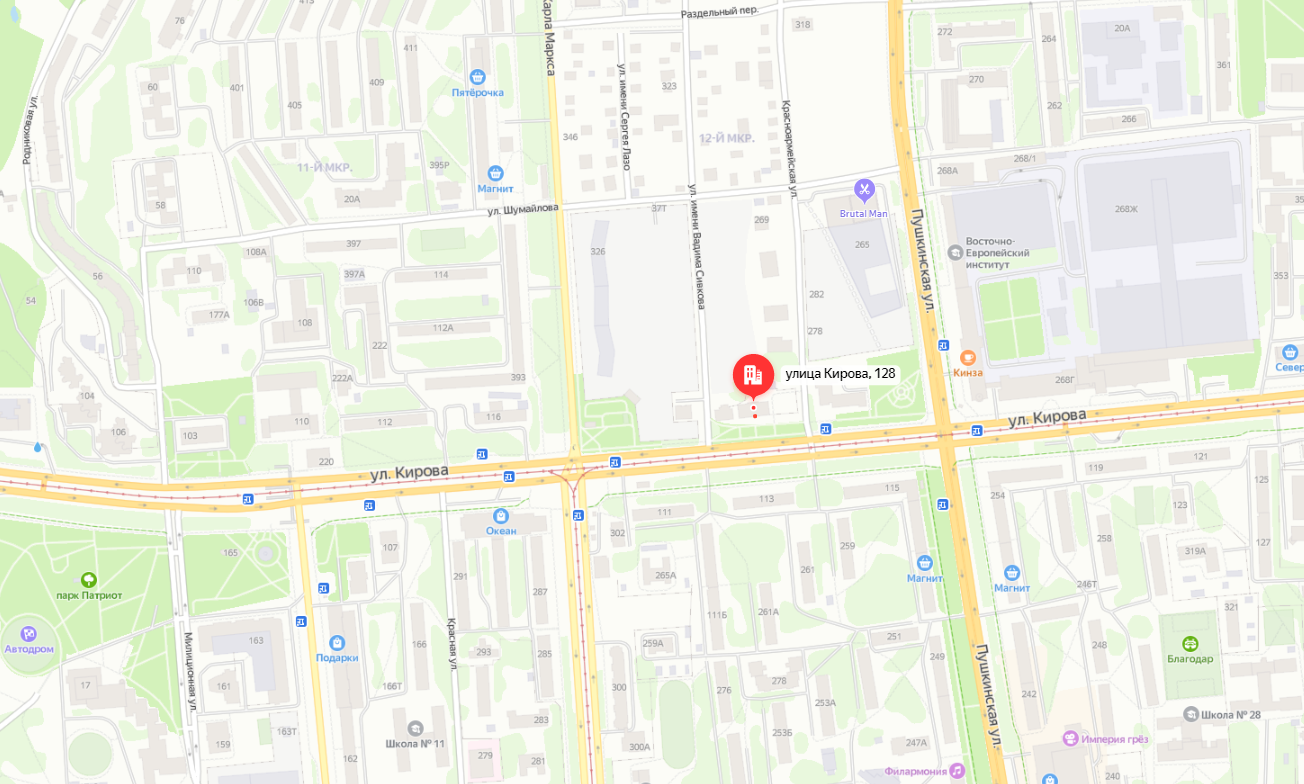 Раздельный пер.
318
272
264
20А
361
411
Карла Маркса
Пятёрочка
60
401
409
405
ул. имени Сергея Лазо
323
270
262
266
Родниковая ул.
346
12-Й МКР.
Красноармейская ул.
11-Й МКР.
395Р
268/1
268А
Магнит
20А
58
ул. Шумайлова
37Т
ул. имени Вадима Сивкова
269
Brutal Man
268Ж
Пушкинская ул.
397
108А
326
265
Восточно-
Европейский
институт
110
397А
114
56
353
54
106В
282
177А
108
112А
278
222
Кинза
Север
улица Кирова, 128
222А
393
268Г
104
110
112
116
ул. Кирова
103
106
220
ул. Кирова
119
121
113
115
254
125
123
111
Океан
302
107
165
259
261
258
127
319А
291
265А
Магнит
Магнит
246Т
парк Патриот
287
111Б
261А
321
Милиционная ул.
Красная ул.
166
163
251
Автодром
Подарки
293
285
259А
249
248
Благодар
17
161
166Т
300
276
278
253А
242
Пушкинская ул.
283
Школа № 28
159
163Т
Школа № 11
300А
253Б
247А
Империя грёз
279
Филармония
240